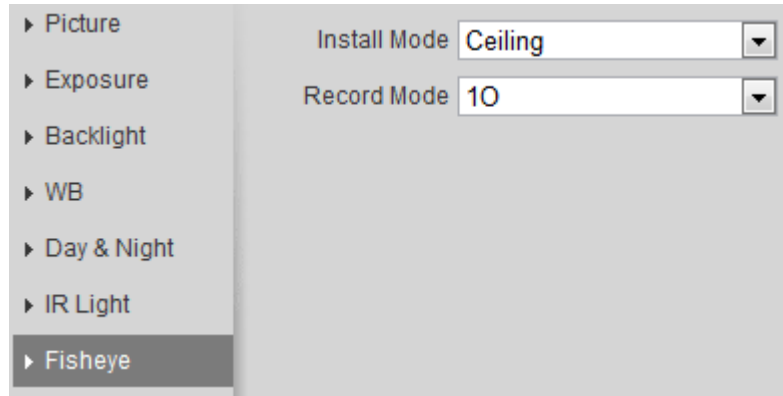 Picture
Exposure
Backlight
WB
Day & Night
IR Light
Fisheye
Install Mode Ceiling
Record Mode 1O